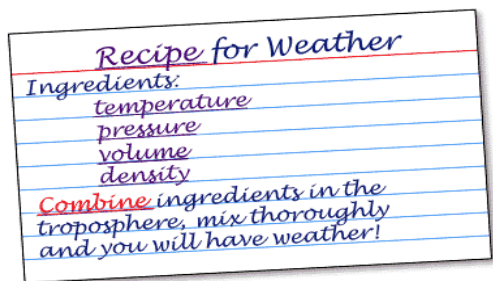 Recipe for Weather
Ingredients:
temperature
pressure
volume
density
Combine ingredients in the
troposphere, mix thoroughly
and you will have weather!